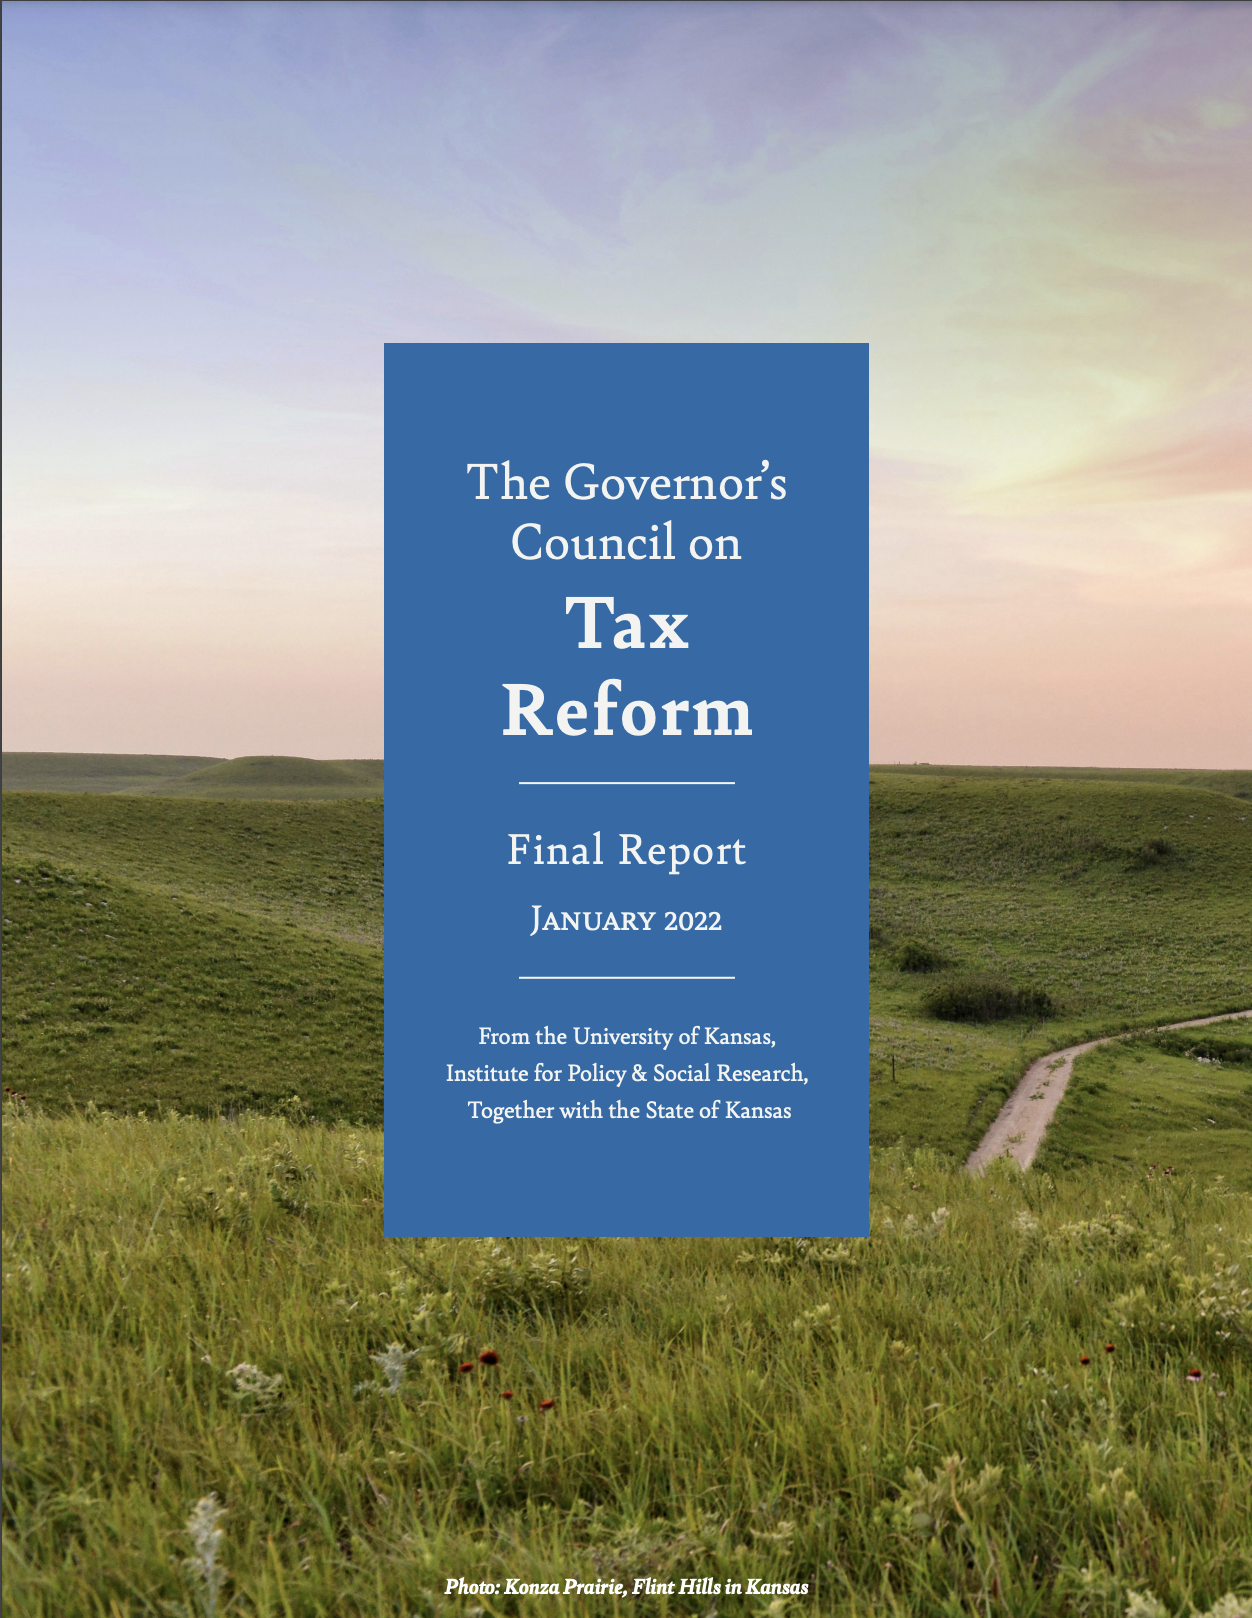 The Governor’s
Council on
Tax
Reform
Final Report
January 2022
From the University of Kansas,
Institute for Policy & Social Research,
Together with the State of Kansas
Photo: Konza Prairie, Flint Hills in Kansas